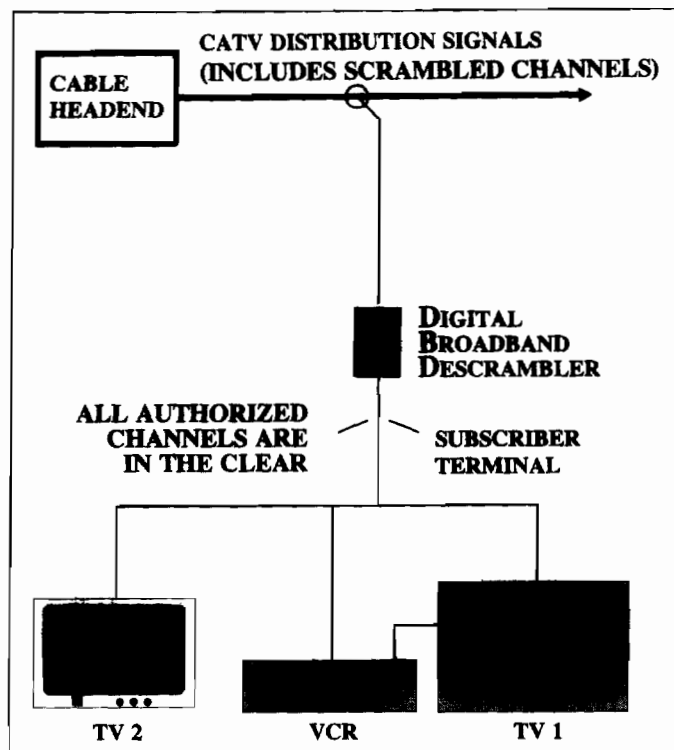 CATV DISTRIBUTION SIGNALS
(INCLUDES SCRAMBLED CHANNELS)
CABLE
HEADEND
DIGITAL
BROADBAND
DESCRAMBLER
ALL AUTHORIZED
CHANNELS ARE
IN THE CLEAR
SUBSCRIBER
TERMINAL
TV 2
VCR
TV 1